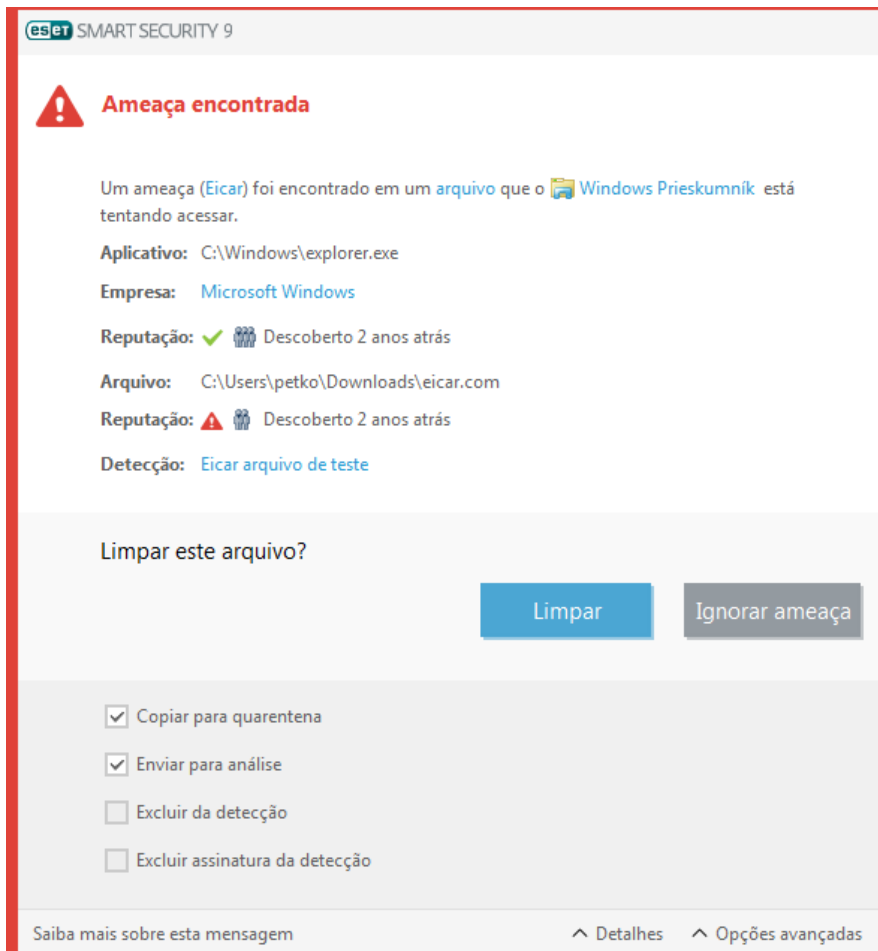 eset SMART SECURITY 9
Ameaça encontrada
Um ameaça (Eicar) foi encontrado em um arquivo que o Windows Prieskumník está
tentando acessar.
Aplicativo: C:\Windows\explorer.exe
Empresa: Microsoft Windows
Reputação: Descoberto 2 anos atrás
Arquivo: C:\Users\petko\Downloads\eicar.com
Reputação: Descoberto 2 anos atrás
Detecção: Eicar arquivo de teste
Limpar este arquivo?
Limpar Ignorar ameaça
Copiar para quarentena
Enviar para análise
Excluir da detecção
Excluir assinatura da detecção
Saiba mais sobre esta mensagem Detalhes Opções avançadas